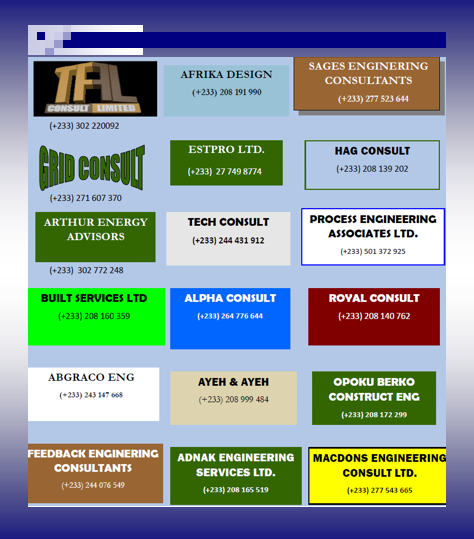 TFIL
CONSULT LIMITED
(+233) 302 220092
AFRIKA DESIGN
(+233) 208 191 990
SAGES ENGINERING
CONSULTANTS
(+233) 277 523 644
GRID CONSULT
(+233) 271 607 370
ESTPRO LTD.
(+233) 27 749 8774
HAG CONSULT
(+233) 208 139 202
ARTHUR ENERGY
ADVISORS
(+233) 302 772 248
TECH CONSULT
(+233) 244 431 912
PROCESS ENGINEERING
ASSOCIATES LTD.
(+233) 501 372 925
BUILT SERVICES LTD
(+233) 208 160 359
ALPHA CONSULT
(+233) 264 776 644
ROYAL CONSULT
(+233) 208 140 762
ABGRACO ENG
(+233) 243 147 668
AYEH & AYEH
(+233) 208 999 484
OPOKU BERKO
CONSTRUCT ENG
(+233) 208 172 299
FEEDBACK ENGINERING
CONSULTANTS
(+233) 244 076 549
ADNAK ENGINEERING
SERVICES LTD.
(+233) 208 165 519
MACDONS ENGINEERING
CONSULT LTD.
(+233) 277 543 665